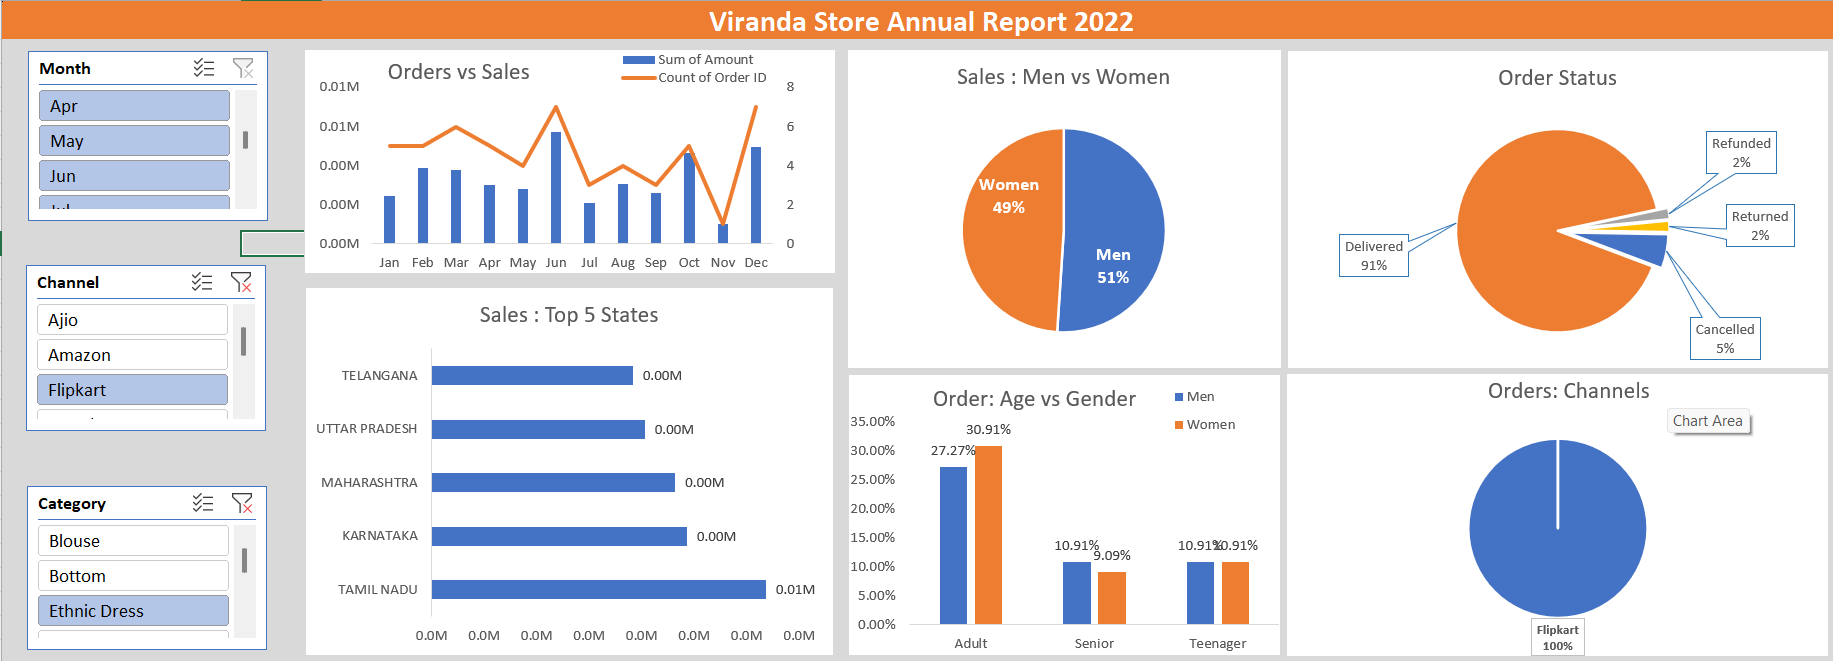 Viranda Store Annual Report 2022
Month
Apr
May
Jun
Channel
Ajio
Amazon
Flipkart
Category
Blouse
Bottom
Ethnic Dress
Orders vs Sales
Sum of Amount
Count of Order ID
0.01M
0.01M
0.00M
0.00M
0.00M
8
6
4
2
0
Jan Feb Mar Apr May Jun Jul Aug Sep Oct Nov Dec
Sales : Top 5 States
TELANGANA 0.00M
UTTAR PRADESH 0.00M
MAHARASHTRA 0.00M
KARNATAKA 0.00M
TAMIL NADU 0.01M
0.0M 0.0M 0.0M 0.0M 0.0M 0.0M 0.0M 0.0M
Sales : Men vs Women
Women
49%
Men
51%
Order: Age vs Gender
Men
Women
35.00%
30.00%
25.00%
20.00%
15.00%
10.00%
5.00%
0.00%
27.27%
30.91%
10.91%
9.09%
10.91%
10.91%
Adult Senior Teenager
Order Status
Refunded
2%
Returned
2%
Delivered
91%
Cancelled
5%
Orders: Channels
Chart Area
Flipkart
100%